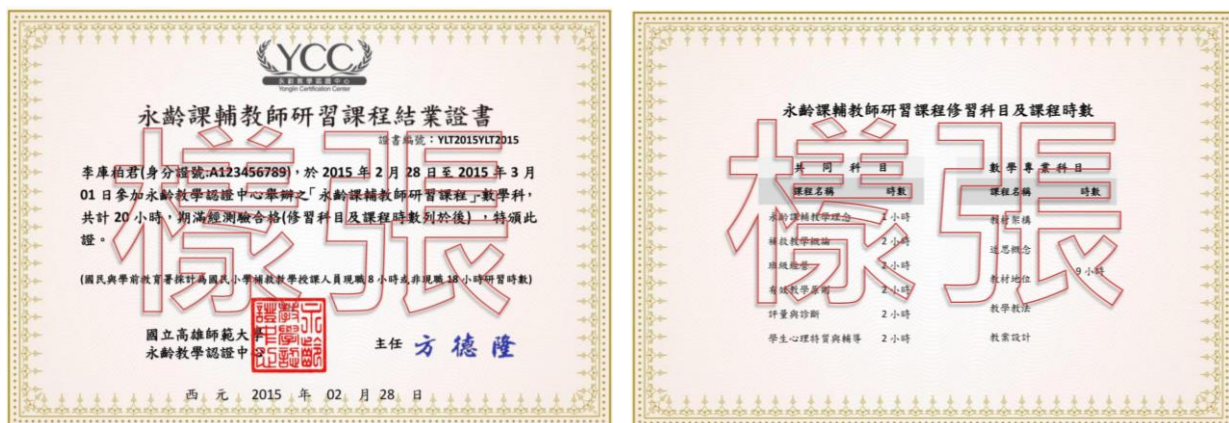 YCC
永齡教學認證中心
Yonglin Certification Center
永齡課輔教師研習課程結業證書
證書編號：YLT2015YLT2015
李庫柏君(身分證號:A123456789)，於 2015 年 2 月 28 日至 2015 年 3 月
01 日參加永齡教學認證中心舉辦之「永齡課輔教師研習課程」-數學科，
共計 20 小時，期滿經測驗合格(修習科目及課程時數列於後)，特頒此
證。
(國民與學前教育署採計為國民小學補救教學授課人員現職 8 小時或非現職 18 小時研習時數)
國立高雄師範大學
永齡教學認證中心
永齡教學認證中心
主任 方德隆
西元 2015 年 02 月 28 日
樣張
永齡課輔教師研習課程修習科目及課程時數
共同科目 數學專業科目
課程名稱 時數 課程名稱 時數
永齡課輔教學理念 1 小時 教材架構
補救教學概論 2 小時
迷思概念
班級經營 2 小時
9 小時
教材地位
有效教學原則 2 小時
教學教法
評量與診斷 2 小時
學生心理特質與輔導 2 小時 教案設計
樣張